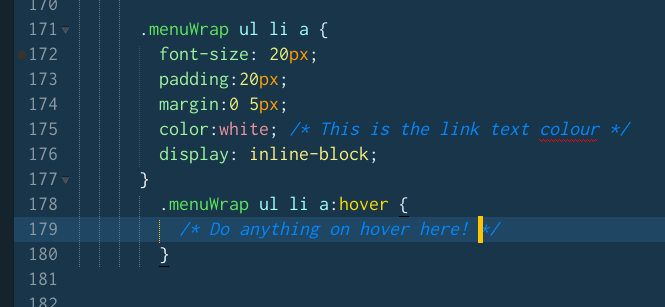 170
171 .menuWrap ul li a {
172 font-size: 20px;
173 padding:20px;
174 margin:0 5px;
175 color:white; /* This is the link text colour */
176 display: inline-block;
177 }
178 .menuWrap ul li a:hover {
179 /* Do anything on hover here! */
180 }
181
182